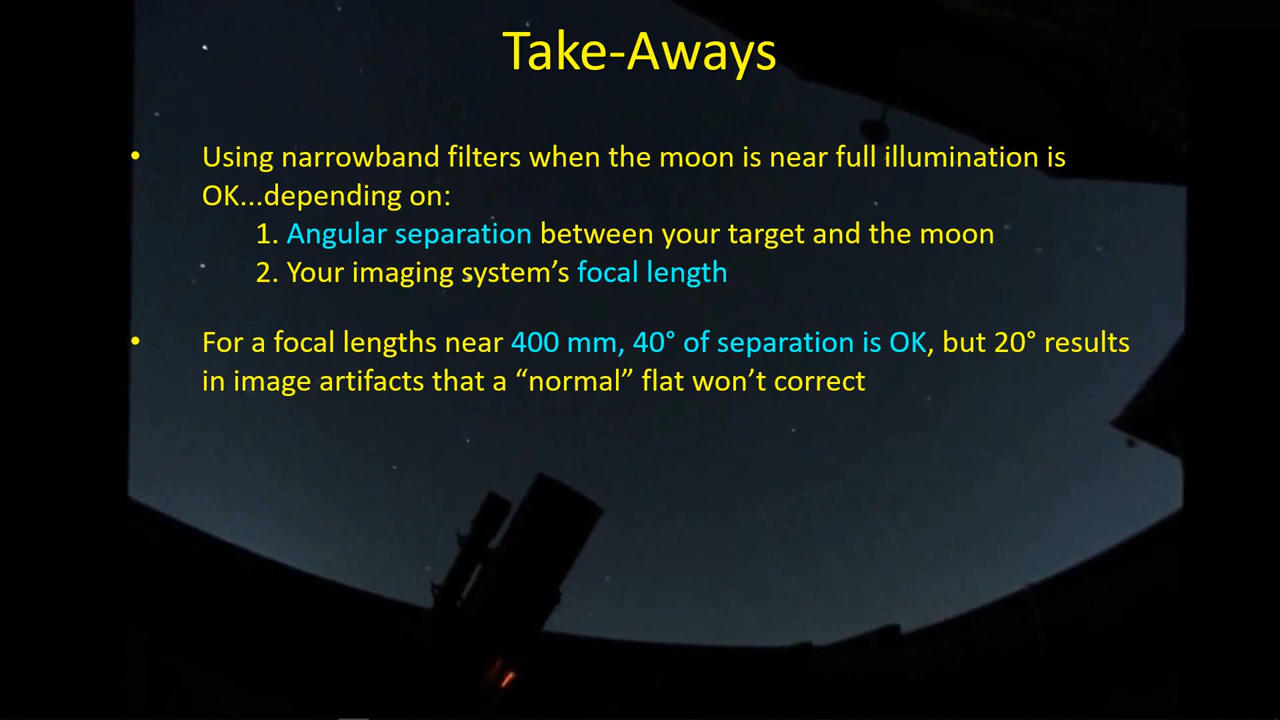 Take-Aways
• Using narrowband filters when the moon is near full illumination is
OK...depending on:
1. Angular separation between your target and the moon
2. Your imaging system’s focal length
• For a focal lengths near 400 mm, 40° of separation is OK, but 20° results
in image artifacts that a “normal” flat won’t correct